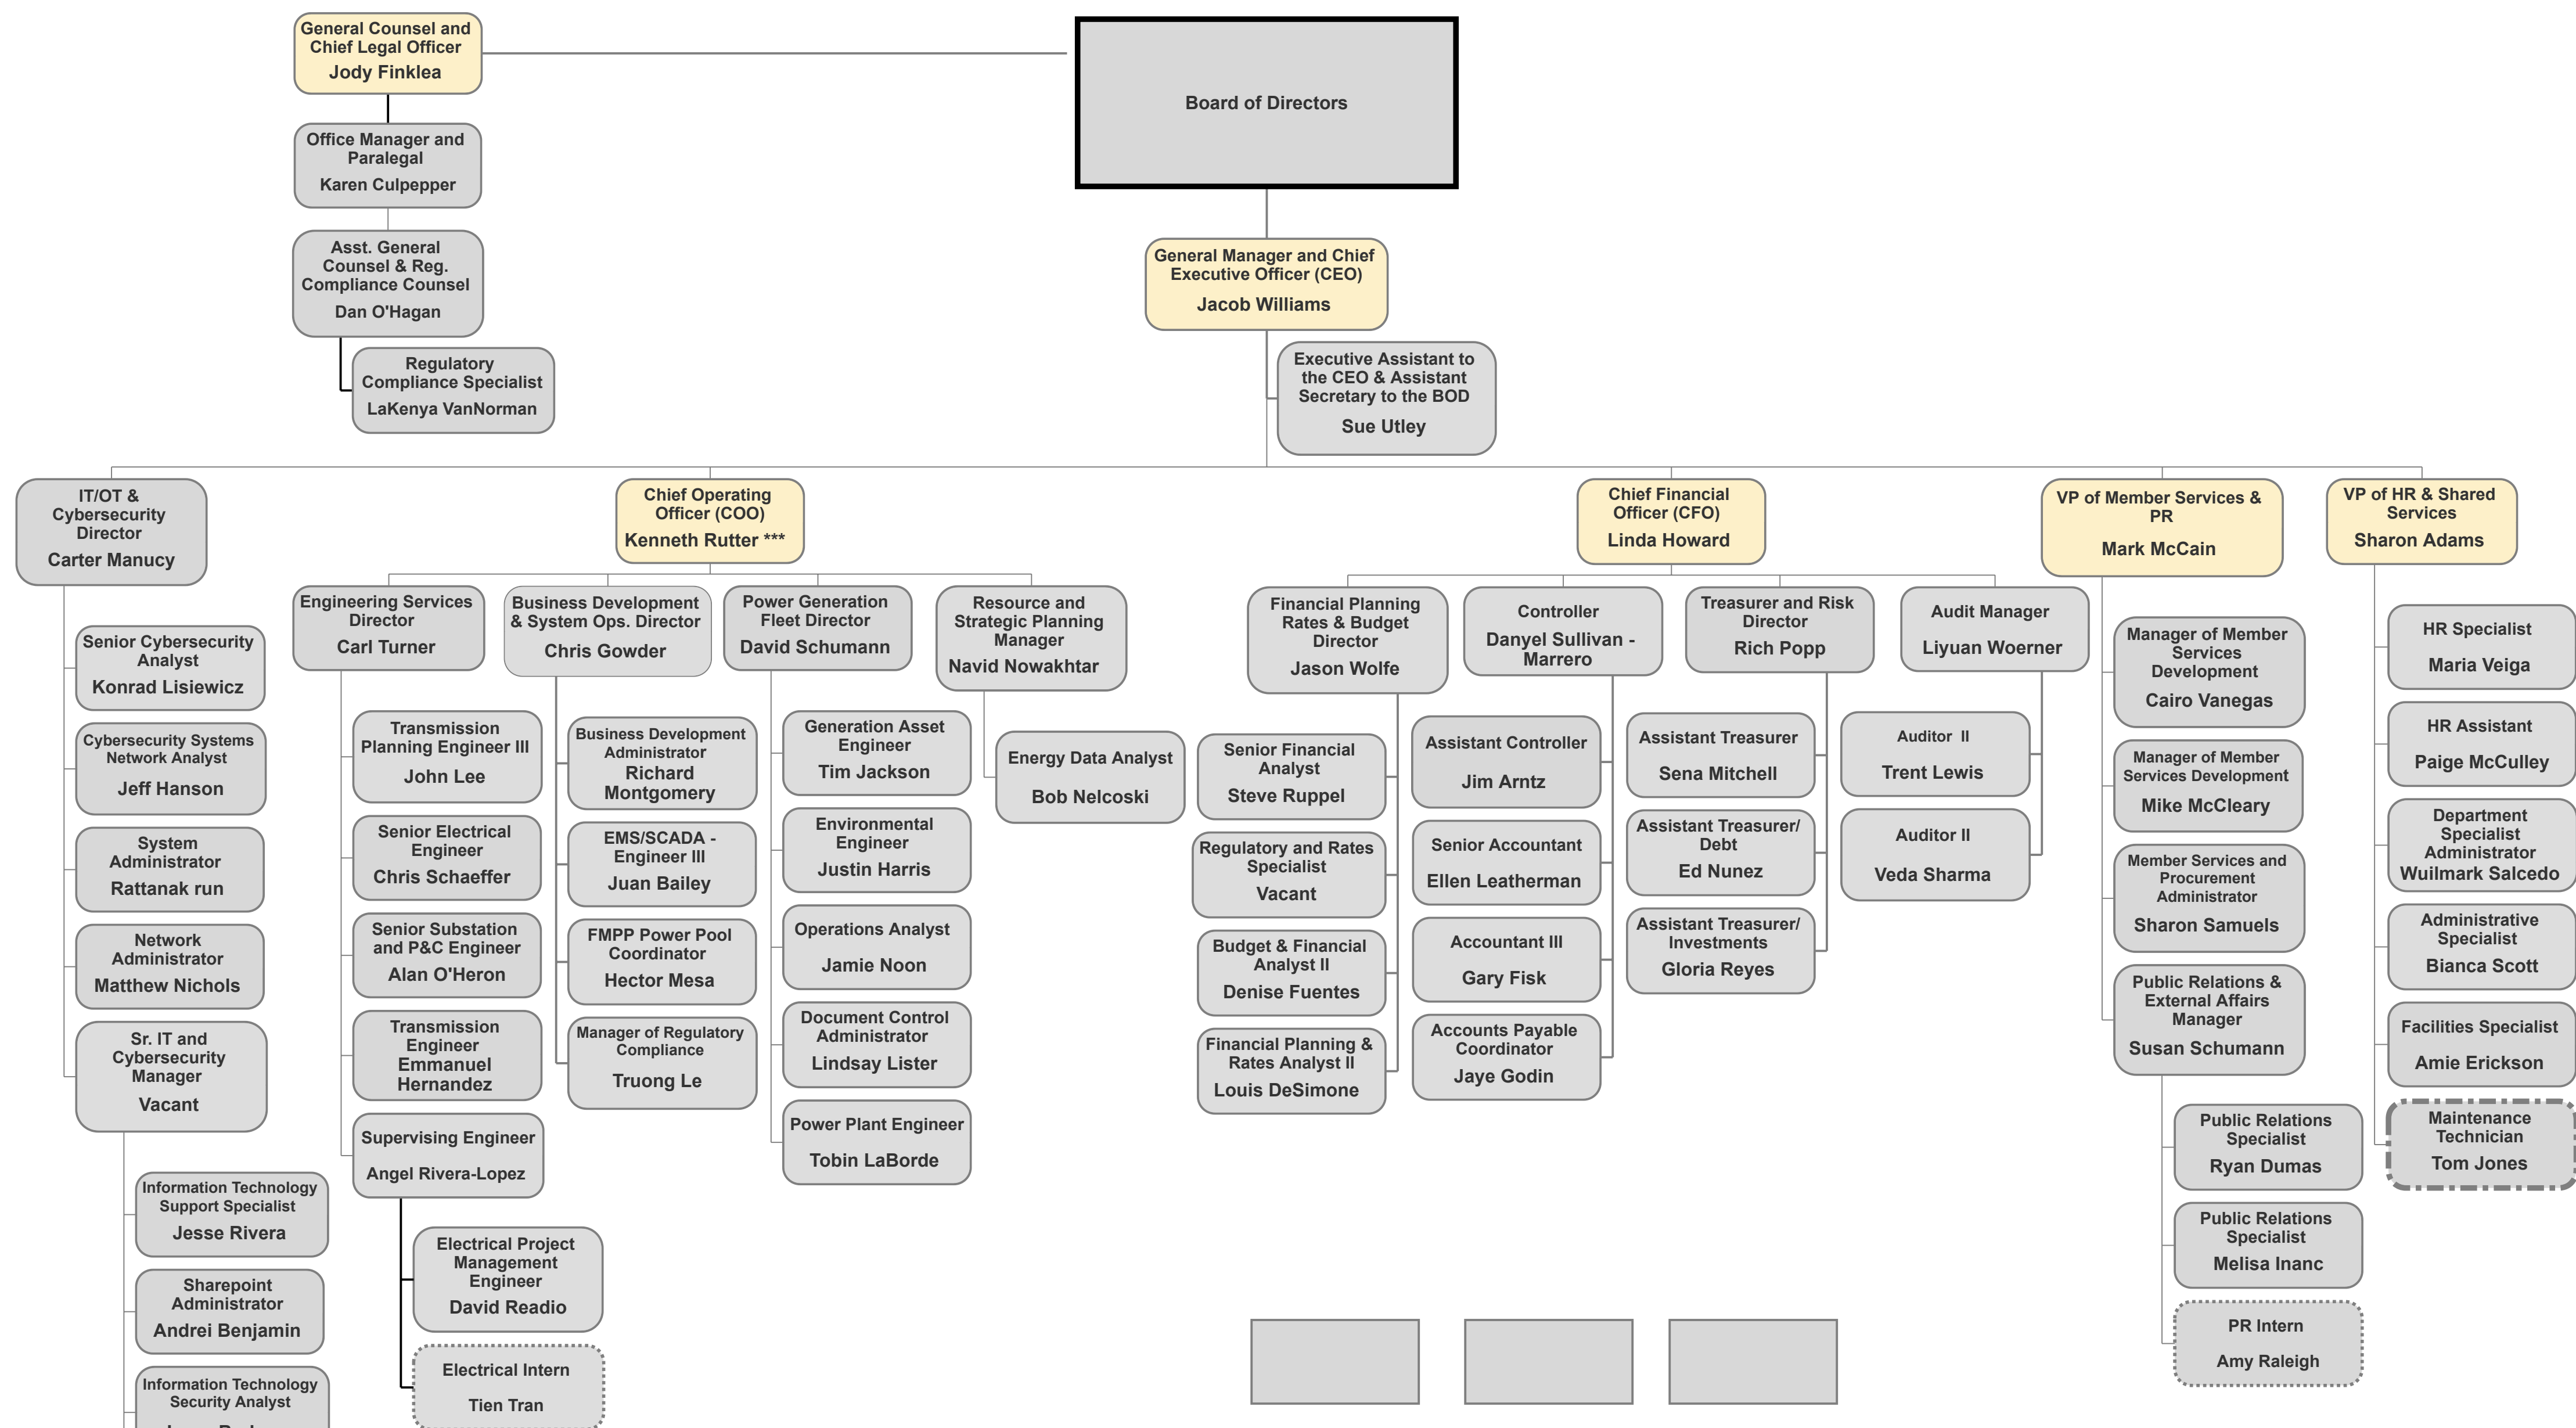 General Counsel and
Chief Legal Officer
Jody Finklea
Board of Directors
Office Manager and
Paralegal
Karen Culpepper
Asst. General
Counsel & Reg.
Compliance Counsel
Dan O'Hagan
Regulatory
Compliance Specialist
LaKenya VanNorman
General Manager and Chief
Executive Officer (CEO)
Jacob Williams
Executive Assistant to
the CEO & Assistant
Secretary to the BOD
Sue Utley
IT/OT &
Cybersecurity
Director
Carter Manucy
Senior Cybersecurity
Analyst
Konrad Lisiewicz
Cybersecurity Systems
Network Analyst
Jeff Hanson
System
Administrator
Rattanak run
Network
Administrator
Matthew Nichols
Sr. IT and
Cybersecurity
Manager
Vacant
Information Technology
Support Specialist
Jesse Rivera
Sharepoint
Administrator
Andrei Benjamin
Information Technology
Security Analyst
Chief Operating
Officer (COO)
Kenneth Rutter ***
Engineering Services
Director
Carl Turner
Transmission
Planning Engineer III
John Lee
Senior Electrical
Engineer
Chris Schaeffer
Senior Substation
and P&C Engineer
Alan O'Heron
Transmission
Engineer
Emmanuel
Hernandez
Supervising Engineer
Angel Rivera-Lopez
Electrical Project
Management
Engineer
David Readio
Electrical Intern
Tien Tran
Business Development
& System Ops. Director
Chris Gowder
Business Development
Administrator
Richard
Montgomery
EMS/SCADA -
Engineer III
Juan Bailey
FMPP Power Pool
Coordinator
Hector Mesa
Manager of Regulatory
Compliance
Truong Le
Power Generation
Fleet Director
David Schumann
Generation Asset
Engineer
Tim Jackson
Environmental
Engineer
Justin Harris
Operations Analyst
Jamie Noon
Document Control
Administrator
Lindsay Lister
Power Plant Engineer
Tobin LaBorde
Resource and
Strategic Planning
Manager
Navid Nowakhtar
Energy Data Analyst
Bob Nelcoski
Chief Financial
Officer (CFO)
Linda Howard
Financial Planning
Rates & Budget
Director
Jason Wolfe
Senior Financial
Analyst
Steve Ruppel
Regulatory and Rates
Specialist
Vacant
Budget & Financial
Analyst II
Denise Fuentes
Financial Planning &
Rates Analyst II
Louis DeSimone
Controller
Danyel Sullivan -
Marrero
Assistant Controller
Jim Arntz
Senior Accountant
Ellen Leatherman
Accountant III
Gary Fisk
Accounts Payable
Coordinator
Jaye Godin
Treasurer and Risk
Director
Rich Popp
Assistant Treasurer
Sena Mitchell
Assistant Treasurer/
Debt
Ed Nunez
Assistant Treasurer/
Investments
Gloria Reyes
Audit Manager
Liyuan Woerner
Auditor II
Trent Lewis
Auditor II
Veda Sharma
VP of Member Services &
PR
Mark McCain
Manager of Member
Services
Development
Cairo Vanegas
Manager of Member
Services Development
Mike McCleary
Member Services and
Procurement
Administrator
Sharon Samuels
Public Relations &
External Affairs
Manager
Susan Schumann
Public Relations
Specialist
Ryan Dumas
Public Relations
Specialist
Melisa Inanc
PR Intern
Amy Raleigh
VP of HR & Shared
Services
Sharon Adams
HR Specialist
Maria Veiga
HR Assistant
Paige McCulley
Department
Specialist
Administrator
Wuilmark Salcedo
Administrative
Specialist
Bianca Scott
Facilities Specialist
Amie Erickson
Maintenance
Technician
Tom Jones